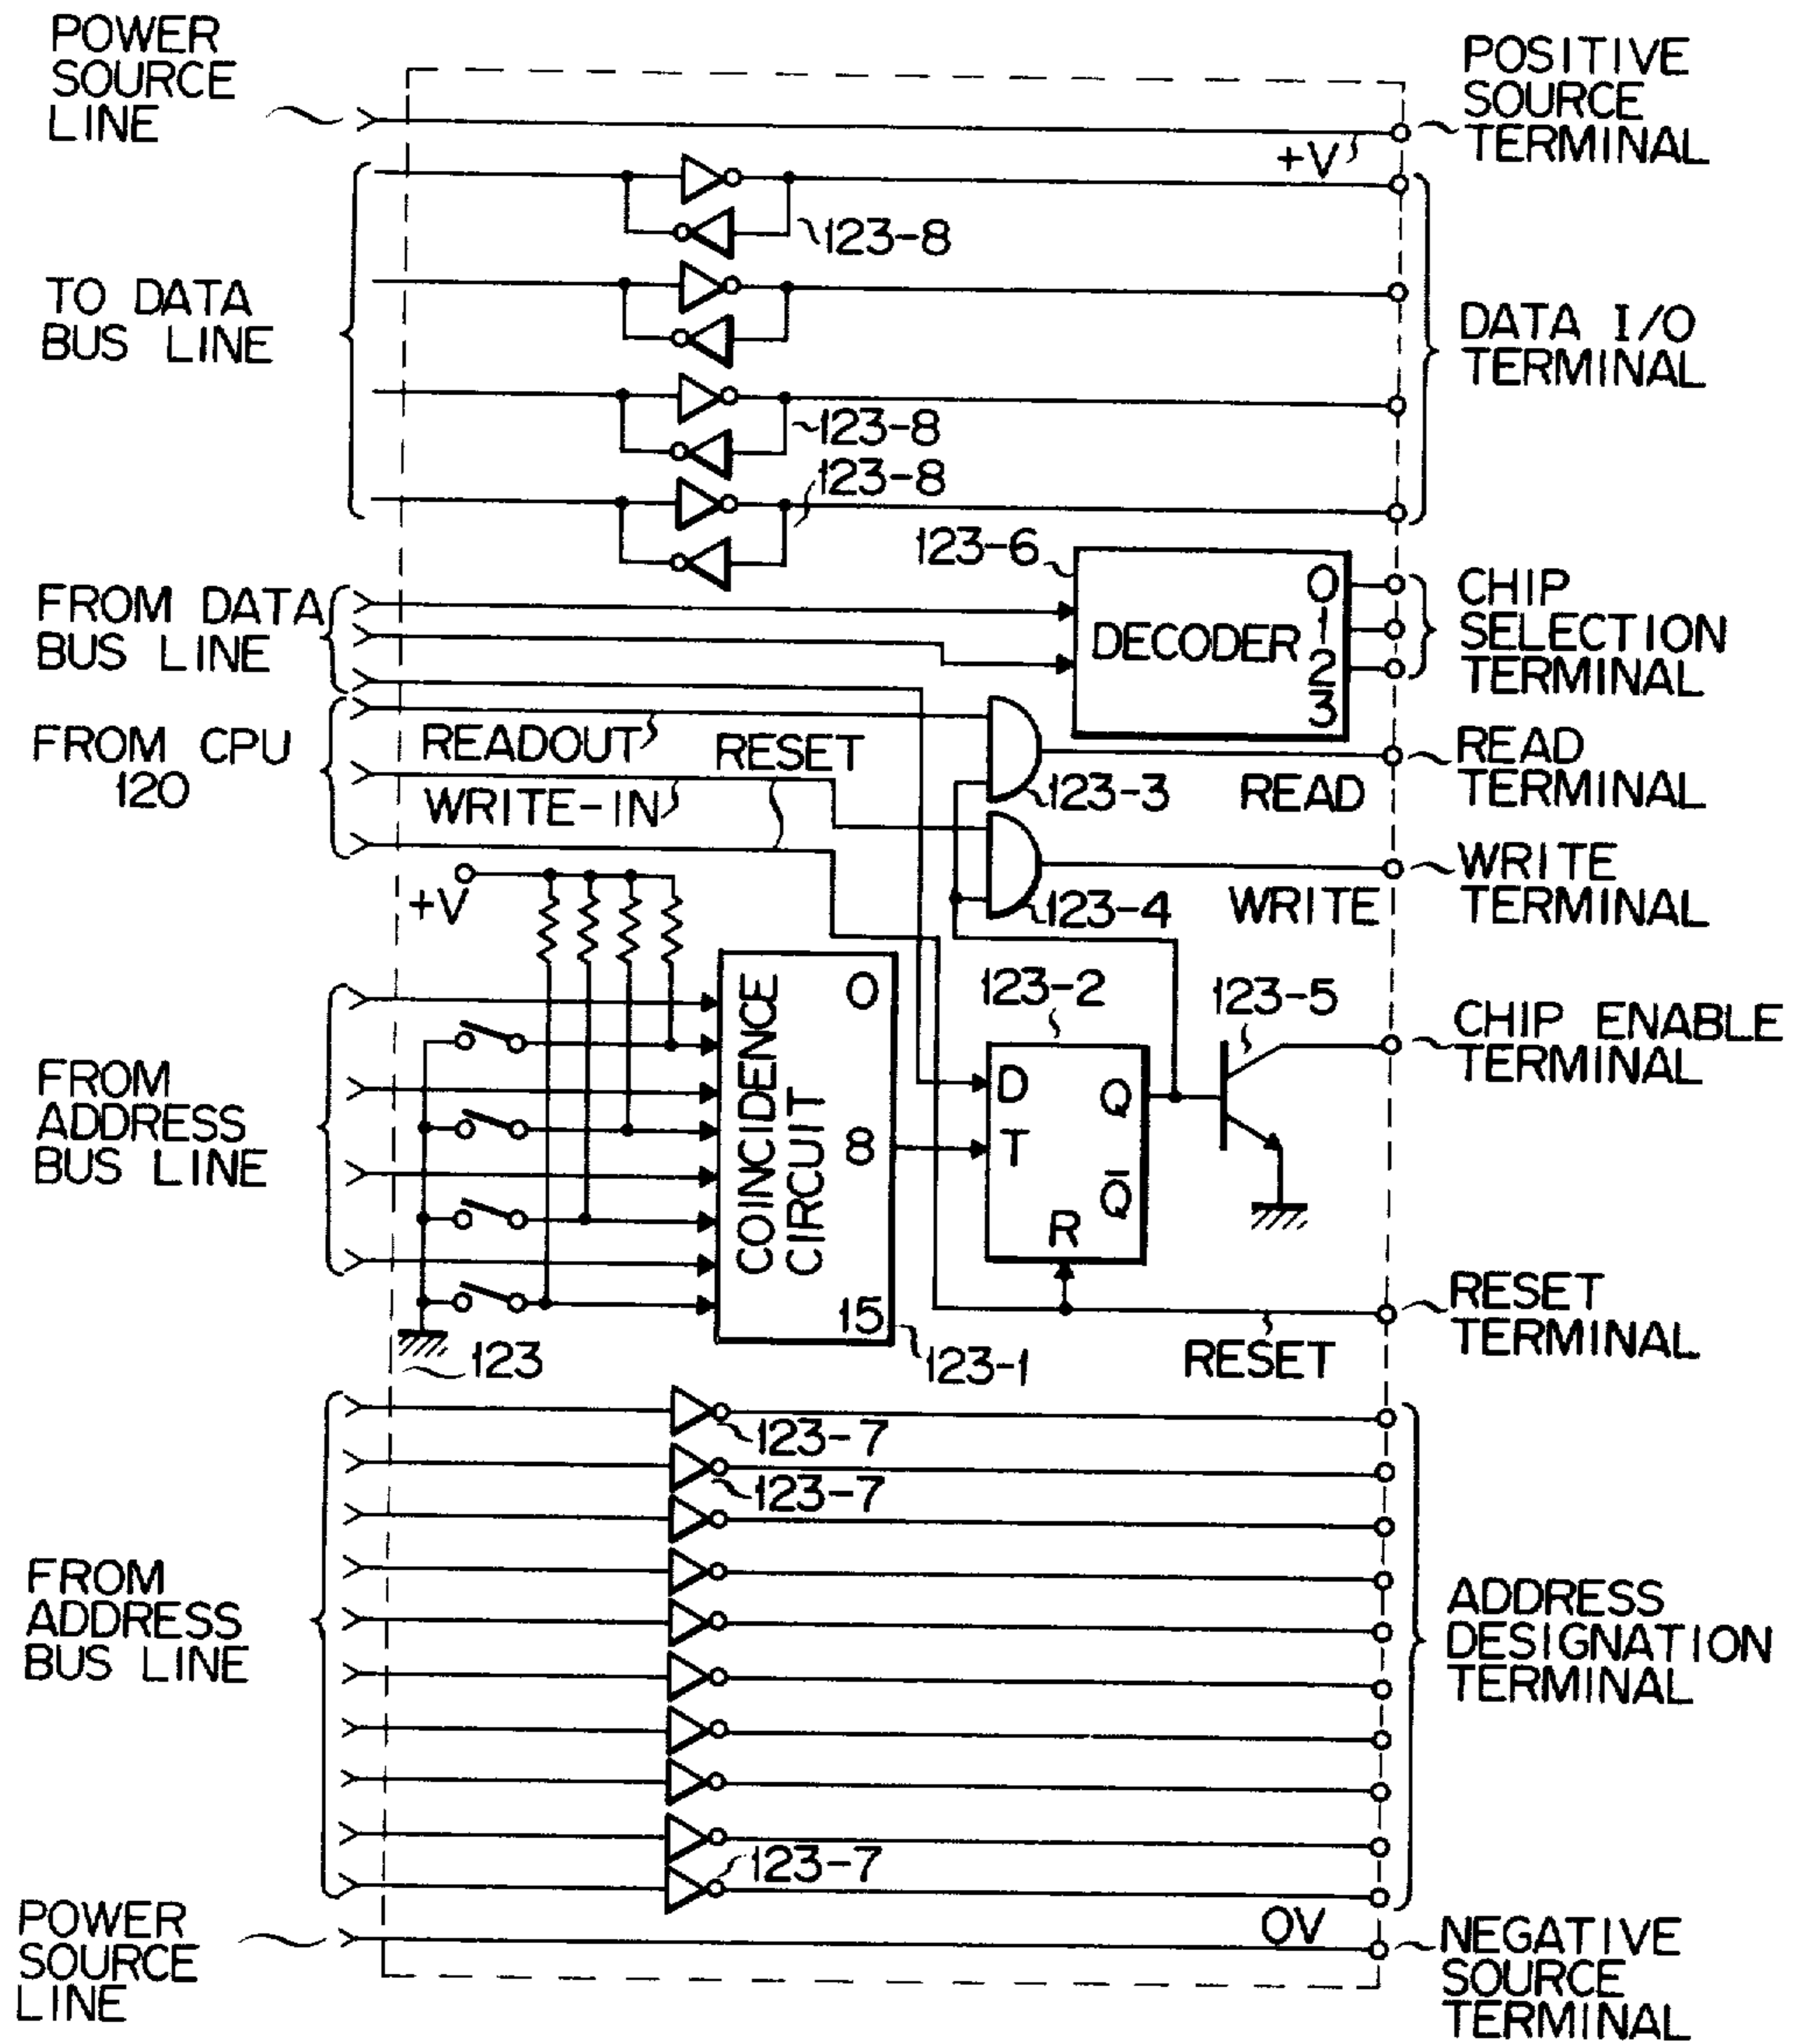 POWER
SOURCE
LINE
POSITIVE
SOURCE
TERMINAL
+V
123-8
TO DATA
BUS LINE
DATA I/O
TERMINAL
123-8
123-8
123-6
FROM DATA
BUS LINE
DECODER
0
1
2
3
CHIP
SELECTION
TERMINAL
FROM CPU
120
READOUT
RESET
WRITE-IN
123-3
READ
READ
TERMINAL
+V
123-4
WRITE
WRITE
TERMINAL
COINCIDENCE
CIRCUIT
0
8
15
123-2
123-5
CHIP ENABLE
TERMINAL
FROM
ADDRESS
BUS LINE
D
Q
T
Q̄
R
RESET
TERMINAL
123
123-1
RESET
123-7
123-7
FROM
ADDRESS
BUS LINE
ADDRESS
DESIGNATION
TERMINAL
123-7
POWER
SOURCE
LINE
0V
NEGATIVE
SOURCE
TERMINAL